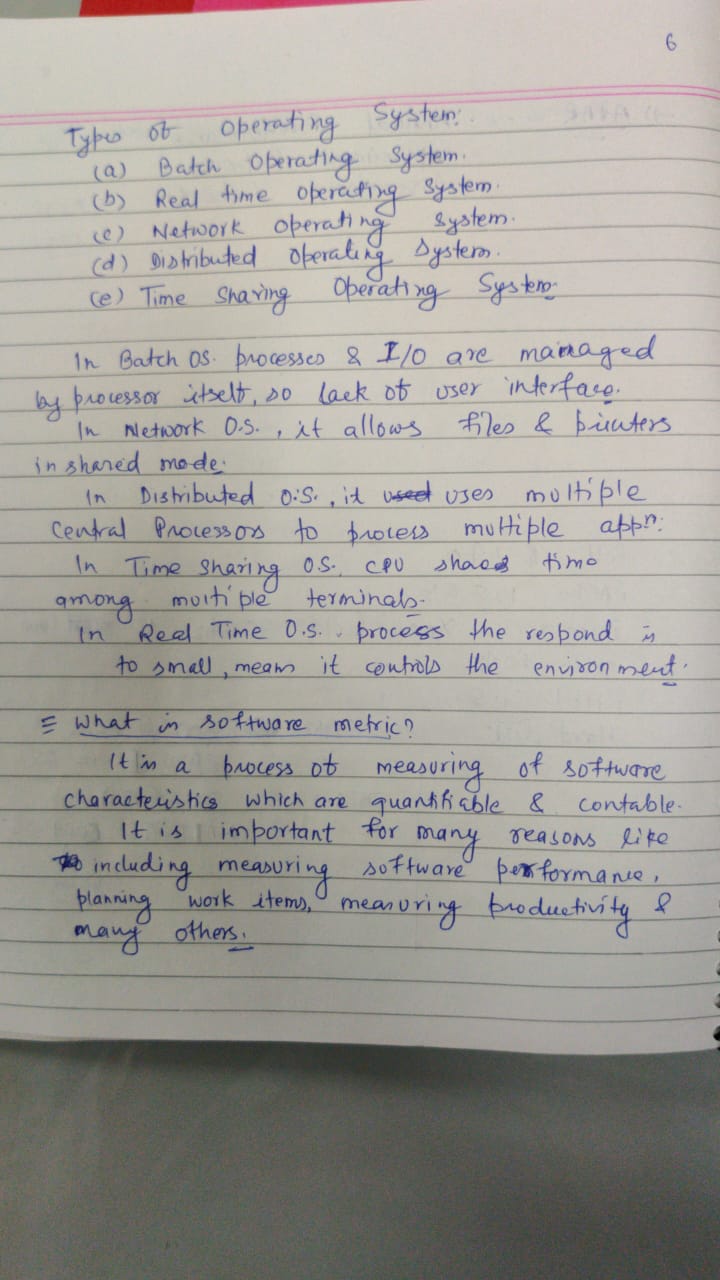 6
Types of Operating System:
(a) Batch Operating System.
(b) Real time Operating System.
(c) Network Operating System.
(d) Distributed Operating System.
(e) Time Sharing Operating System.
In Batch OS. processes & I/O are managed
by processor itself, so lack of user interface.
In Network O.S., it allows files & printers
in shared mode.
In Distributed O.S., it used uses multiple
Central Processors to process multiple appn.
In Time Sharing O.S. CPU shares time
among multiple terminals.
In Real Time O.S. process the respond is
to small, means it controls the environment.
= What is software metric?
It is a process of measuring of software
characteristics which are quantifiable & contable.
It is important for many reasons like
including measuring software performance,
planning work items, measuring productivity &
many others.